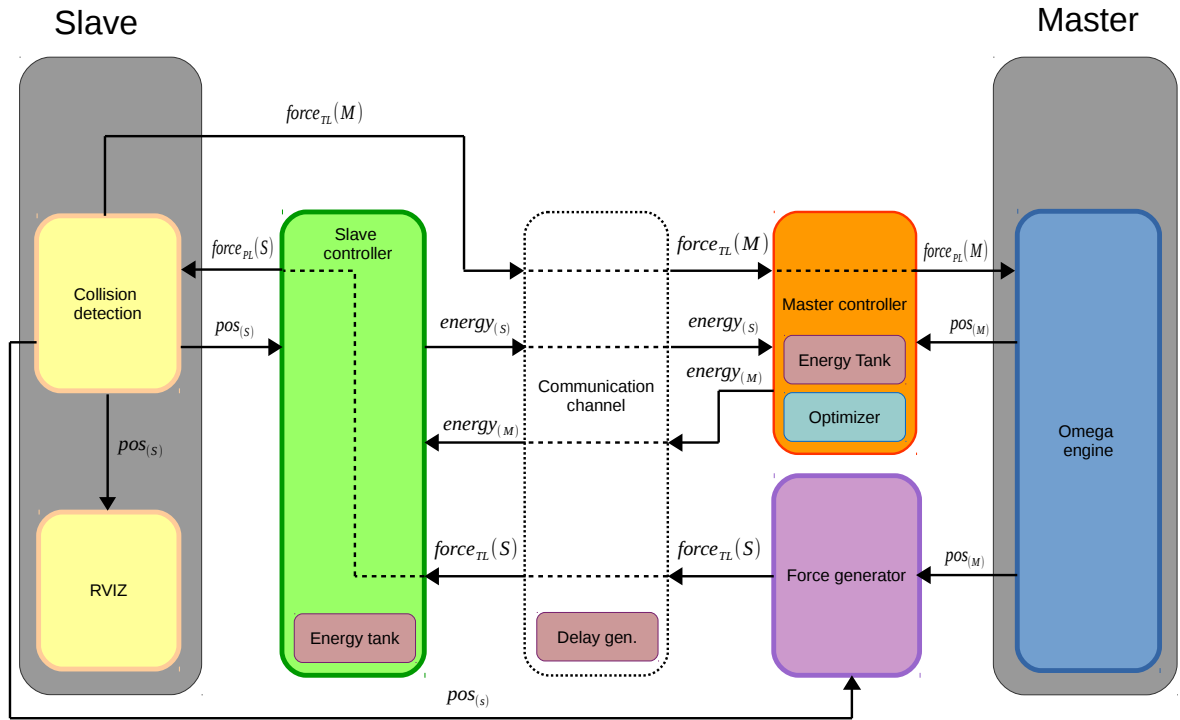 Slave
Master
force_TL(M)
Slave
controller
force_PL(S)
force_TL(M)
force_PL(M)
Collision
detection
Master controller
pos_(S)
energy_(S)
energy_(S)
pos_(M)
Energy Tank
energy_(M)
Communication
channel
Optimizer
energy_(M)
Omega
engine
pos_(S)
force_TL(S)
force_TL(S)
pos_(M)
RVIZ
Force generator
Energy tank
Delay gen.
pos_(s)